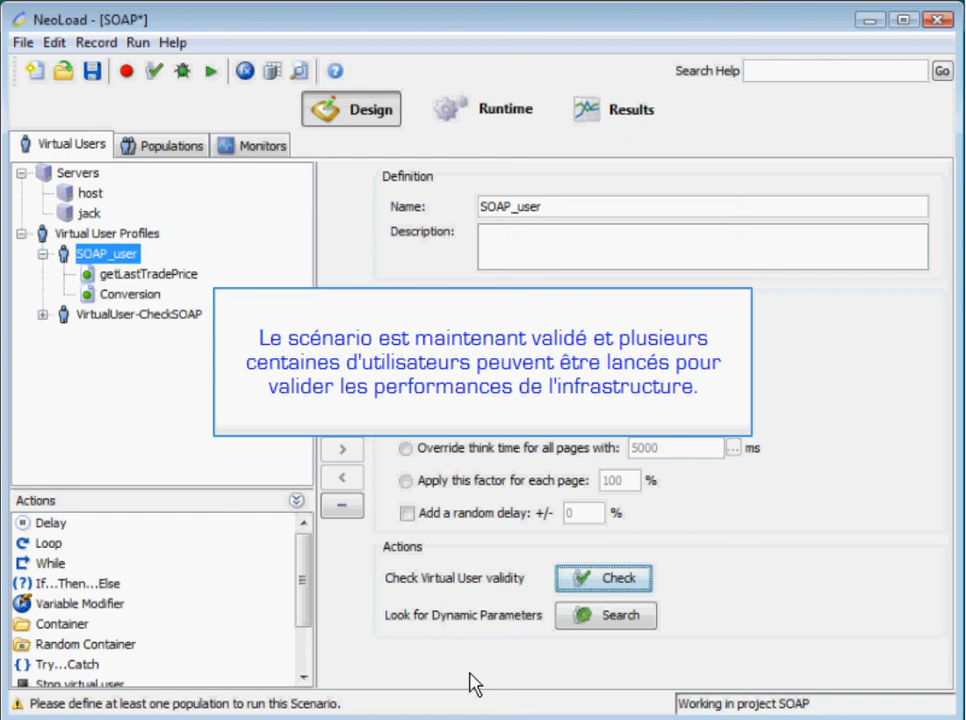 NeoLoad - [SOAP*]
File Edit Record Run Help
Search Help
Go
Design
Runtime
Results
Virtual Users
Populations
Monitors
Servers
host
jack
Virtual User Profiles
SOAP_user
getLastTradePrice
Conversion
VirtualUser-CheckSOAP
Definition
Name:
SOAP_user
Description:
Le scénario est maintenant validé et plusieurs
centaines d'utilisateurs peuvent être lancés pour
valider les performances de l'infrastructure.
Override think time for all pages with: 5000 ... ms
Apply this factor for each page: 100 %
Add a random delay: +/- 0 %
Actions
Check Virtual User validity
Check
Look for Dynamic Parameters
Search
Actions
Delay
Loop
While
(?) If...Then...Else
Variable Modifier
Container
Random Container
{ } Try...Catch
Stop virtual user
Please define at least one population to run this Scenario.
Working in project SOAP